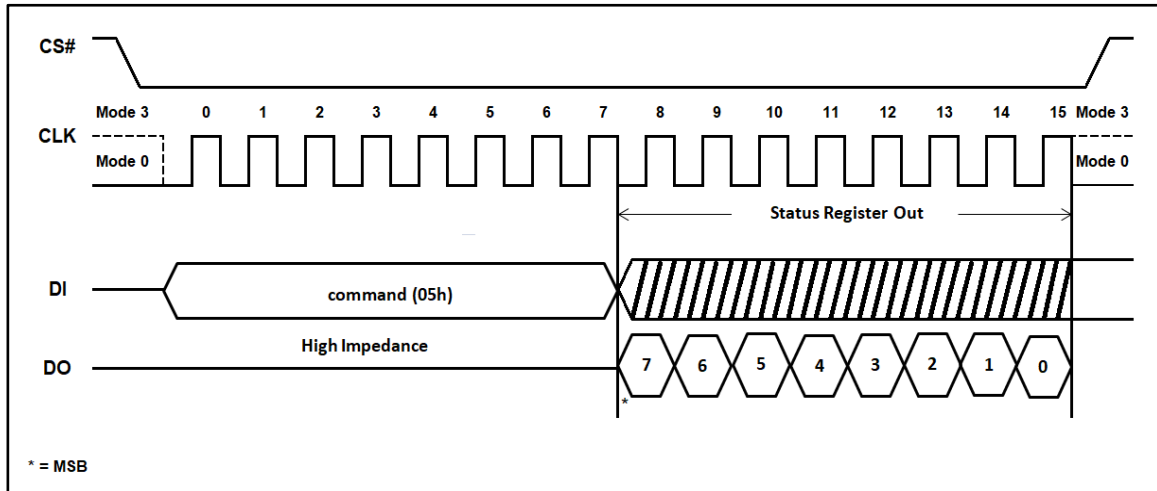 CS#
Mode 3 0 1 2 3 4 5 6 7 8 9 10 11 12 13 14 15 Mode 3
CLK
Mode 0 Mode 0
Status Register Out
DI command (05h)
High Impedance
DO 7 6 5 4 3 2 1 0
*
* = MSB